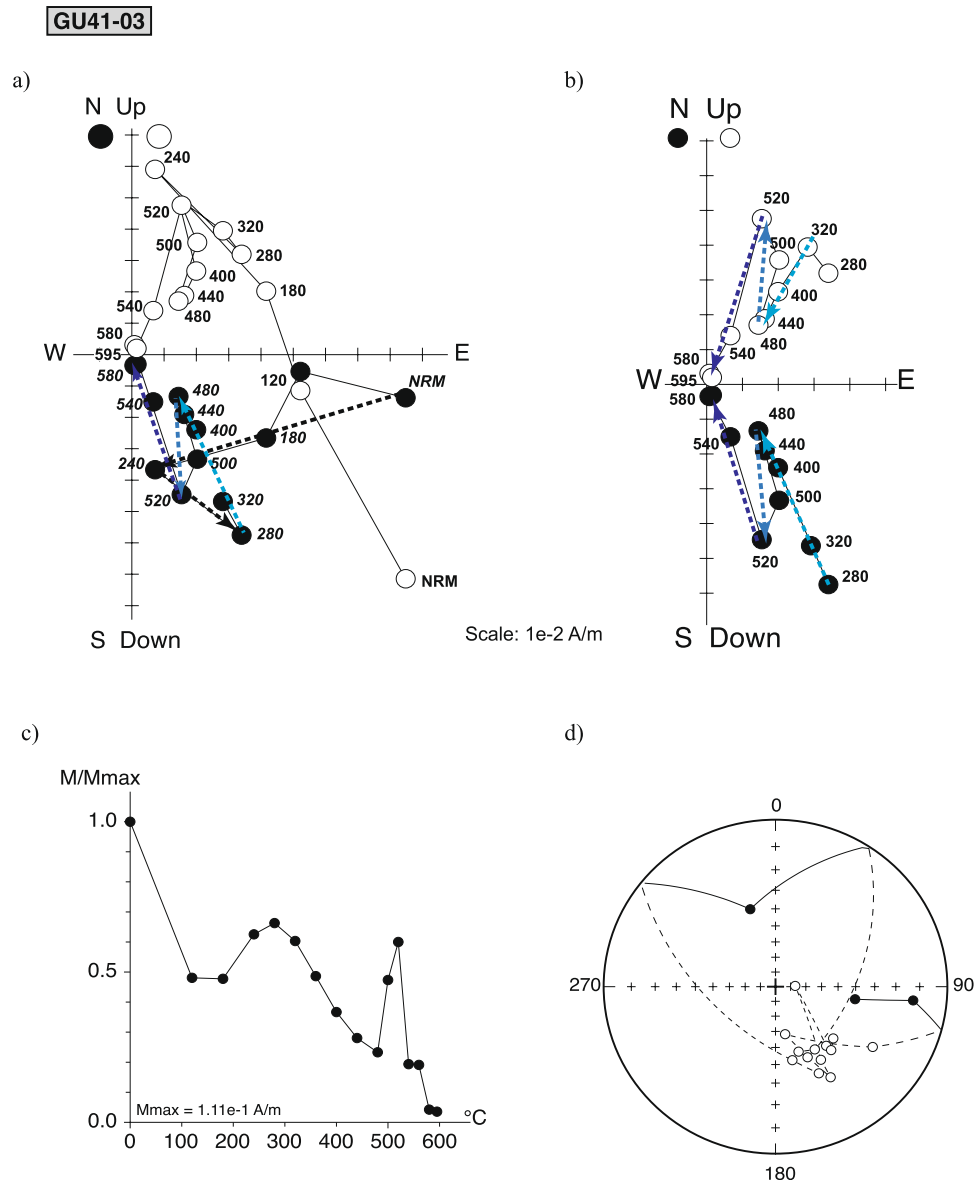 GU41-03
a)
N Up
240
520
320
500
280
400
180
540
440
480
580
W
595
E
580
120
NRM
480
540
440
400
180
240
500
520
320
280
NRM
S Down
Scale: 1e-2 A/m
b)
N Up
520
320
500
280
400
440
540
480
580
W
595
E
580
480
540
440
400
500
520
320
280
S Down
c)
M/Mmax
1.0
0.5
0.0
Mmax = 1.11e-1 A/m
°C
0 100 200 300 400 500 600
d)
0
270
90
180